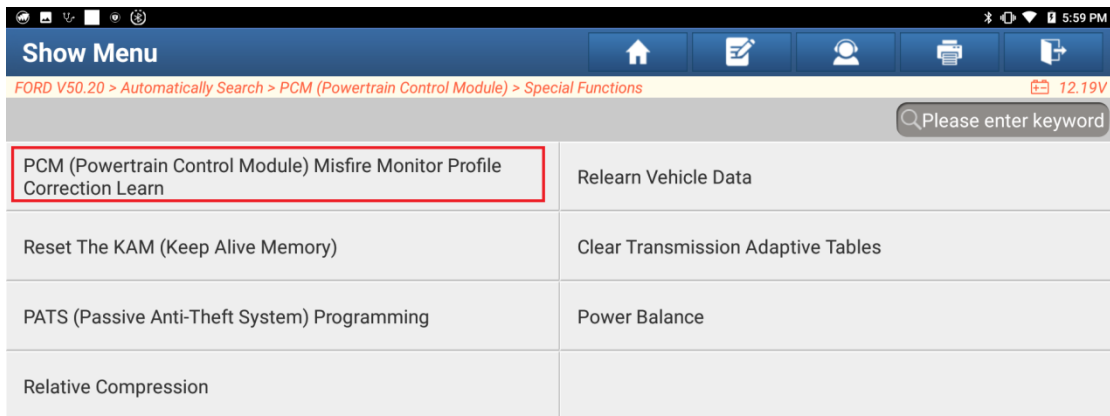 5:59 PM
Show Menu
FORD V50.20 > Automatically Search > PCM (Powertrain Control Module) > Special Functions
12.19V
Please enter keyword
PCM (Powertrain Control Module) Misfire Monitor Profile
Correction Learn
Relearn Vehicle Data
Reset The KAM (Keep Alive Memory)
Clear Transmission Adaptive Tables
PATS (Passive Anti-Theft System) Programming
Power Balance
Relative Compression